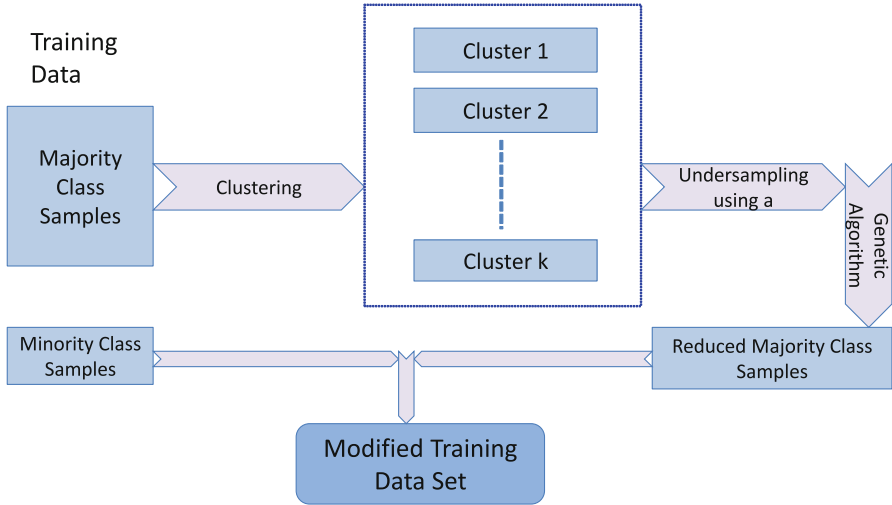 Training
Data
Majority
Class
Samples
Clustering
Cluster 1
Cluster 2
Cluster k
Undersampling
using a
Genetic
Algorithm
Minority Class
Samples
Reduced Majority Class
Samples
Modified Training
Data Set